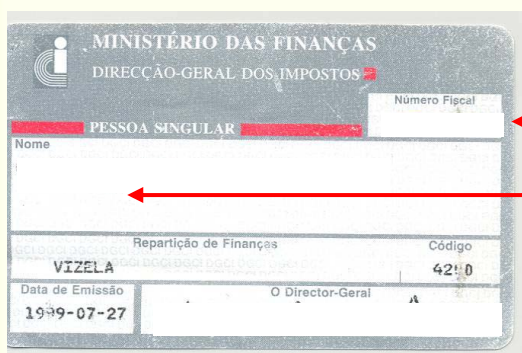 MINISTÉRIO DAS FINANÇAS
DIRECÇÃO-GERAL DOS IMPOSTOS
Número Fiscal
PESSOA SINGULAR
Nome
Repartição de Finanças
Código
VIZELA
Data de Emissão
O Director-Geral
1999-07-27